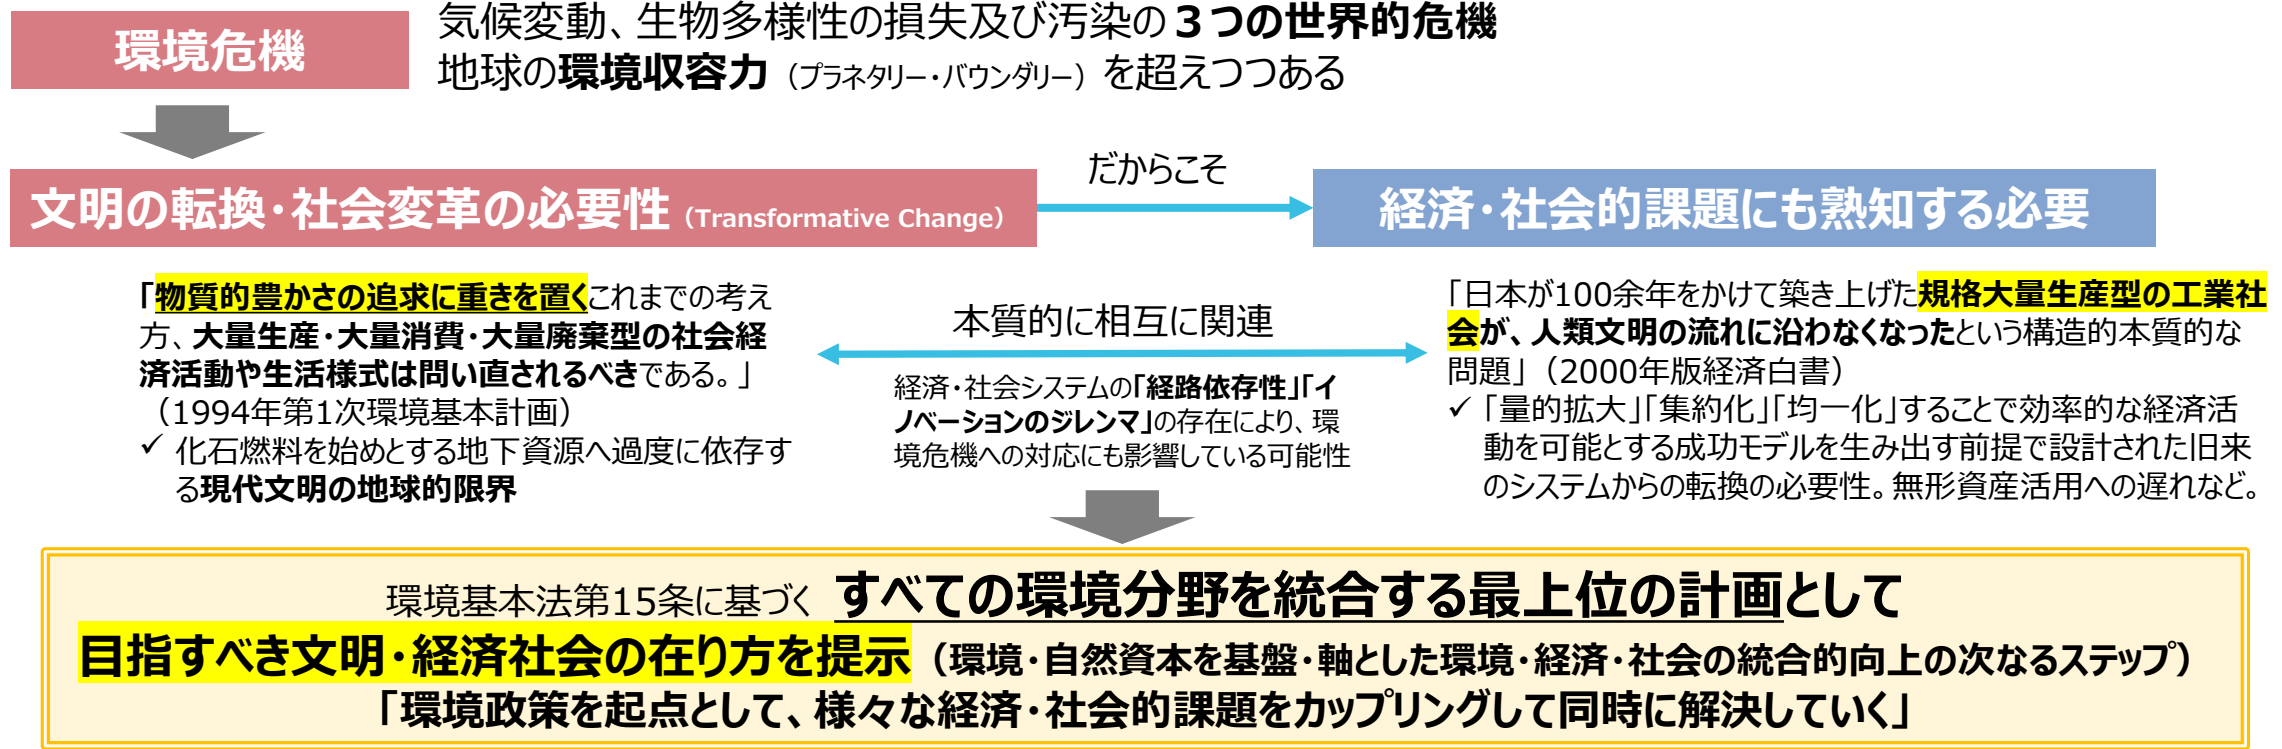 環境危機
気候変動、生物多様性の損失及び汚染の３つの世界的危機
地球の環境収容力（プラネタリー・バウンダリー）を超えつつある
文明の転換・社会変革の必要性（Transformative Change）
だからこそ
経済・社会的課題にも熟知する必要
「物質的豊かさの追求に重きを置くこれまでの考え
方、大量生産・大量消費・大量廃棄型の社会経
済活動や生活様式は問い直されるべきである。」
（1994年第1次環境基本計画）
✓ 化石燃料を始めとする地下資源へ過度に依存す
る現代文明の地球的限界
本質的に相互に関連
経済・社会システムの「経路依存性」「イ
ノベーションのジレンマ」の存在により、環
境危機への対応にも影響している可能性
「日本が100余年をかけて築き上げた規格大量生産型の工業社
会が、人類文明の流れに沿わなくなったという構造的本質的な
問題」（2000年版経済白書）
✓ 「量的拡大」「集約化」「均一化」することで効率的な経済活
動を可能とする成功モデルを生み出す前提で設計された旧来
のシステムからの転換の必要性。無形資産活用への遅れなど。
環境基本法第15条に基づく すべての環境分野を統合する最上位の計画として
目指すべき文明・経済社会の在り方を提示（環境・自然資本を基盤・軸とした環境・経済・社会の統合的向上の次なるステップ）
「環境政策を起点として、様々な経済・社会的課題をカップリングして同時に解決していく」